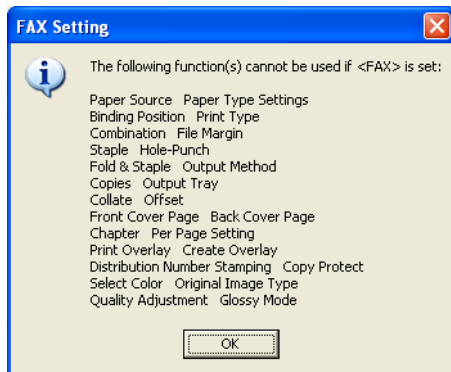 FAX Setting
The following function(s) cannot be used if <FAX> is set:
Paper Source   Paper Type Settings
Binding Position   Print Type
Combination   File Margin
Staple   Hole-Punch
Fold & Staple   Output Method
Copies   Output Tray
Collate   Offset
Front Cover Page   Back Cover Page
Chapter   Per Page Setting
Print Overlay   Create Overlay
Distribution Number Stamping   Copy Protect
Select Color   Original Image Type
Quality Adjustment   Glossy Mode
OK